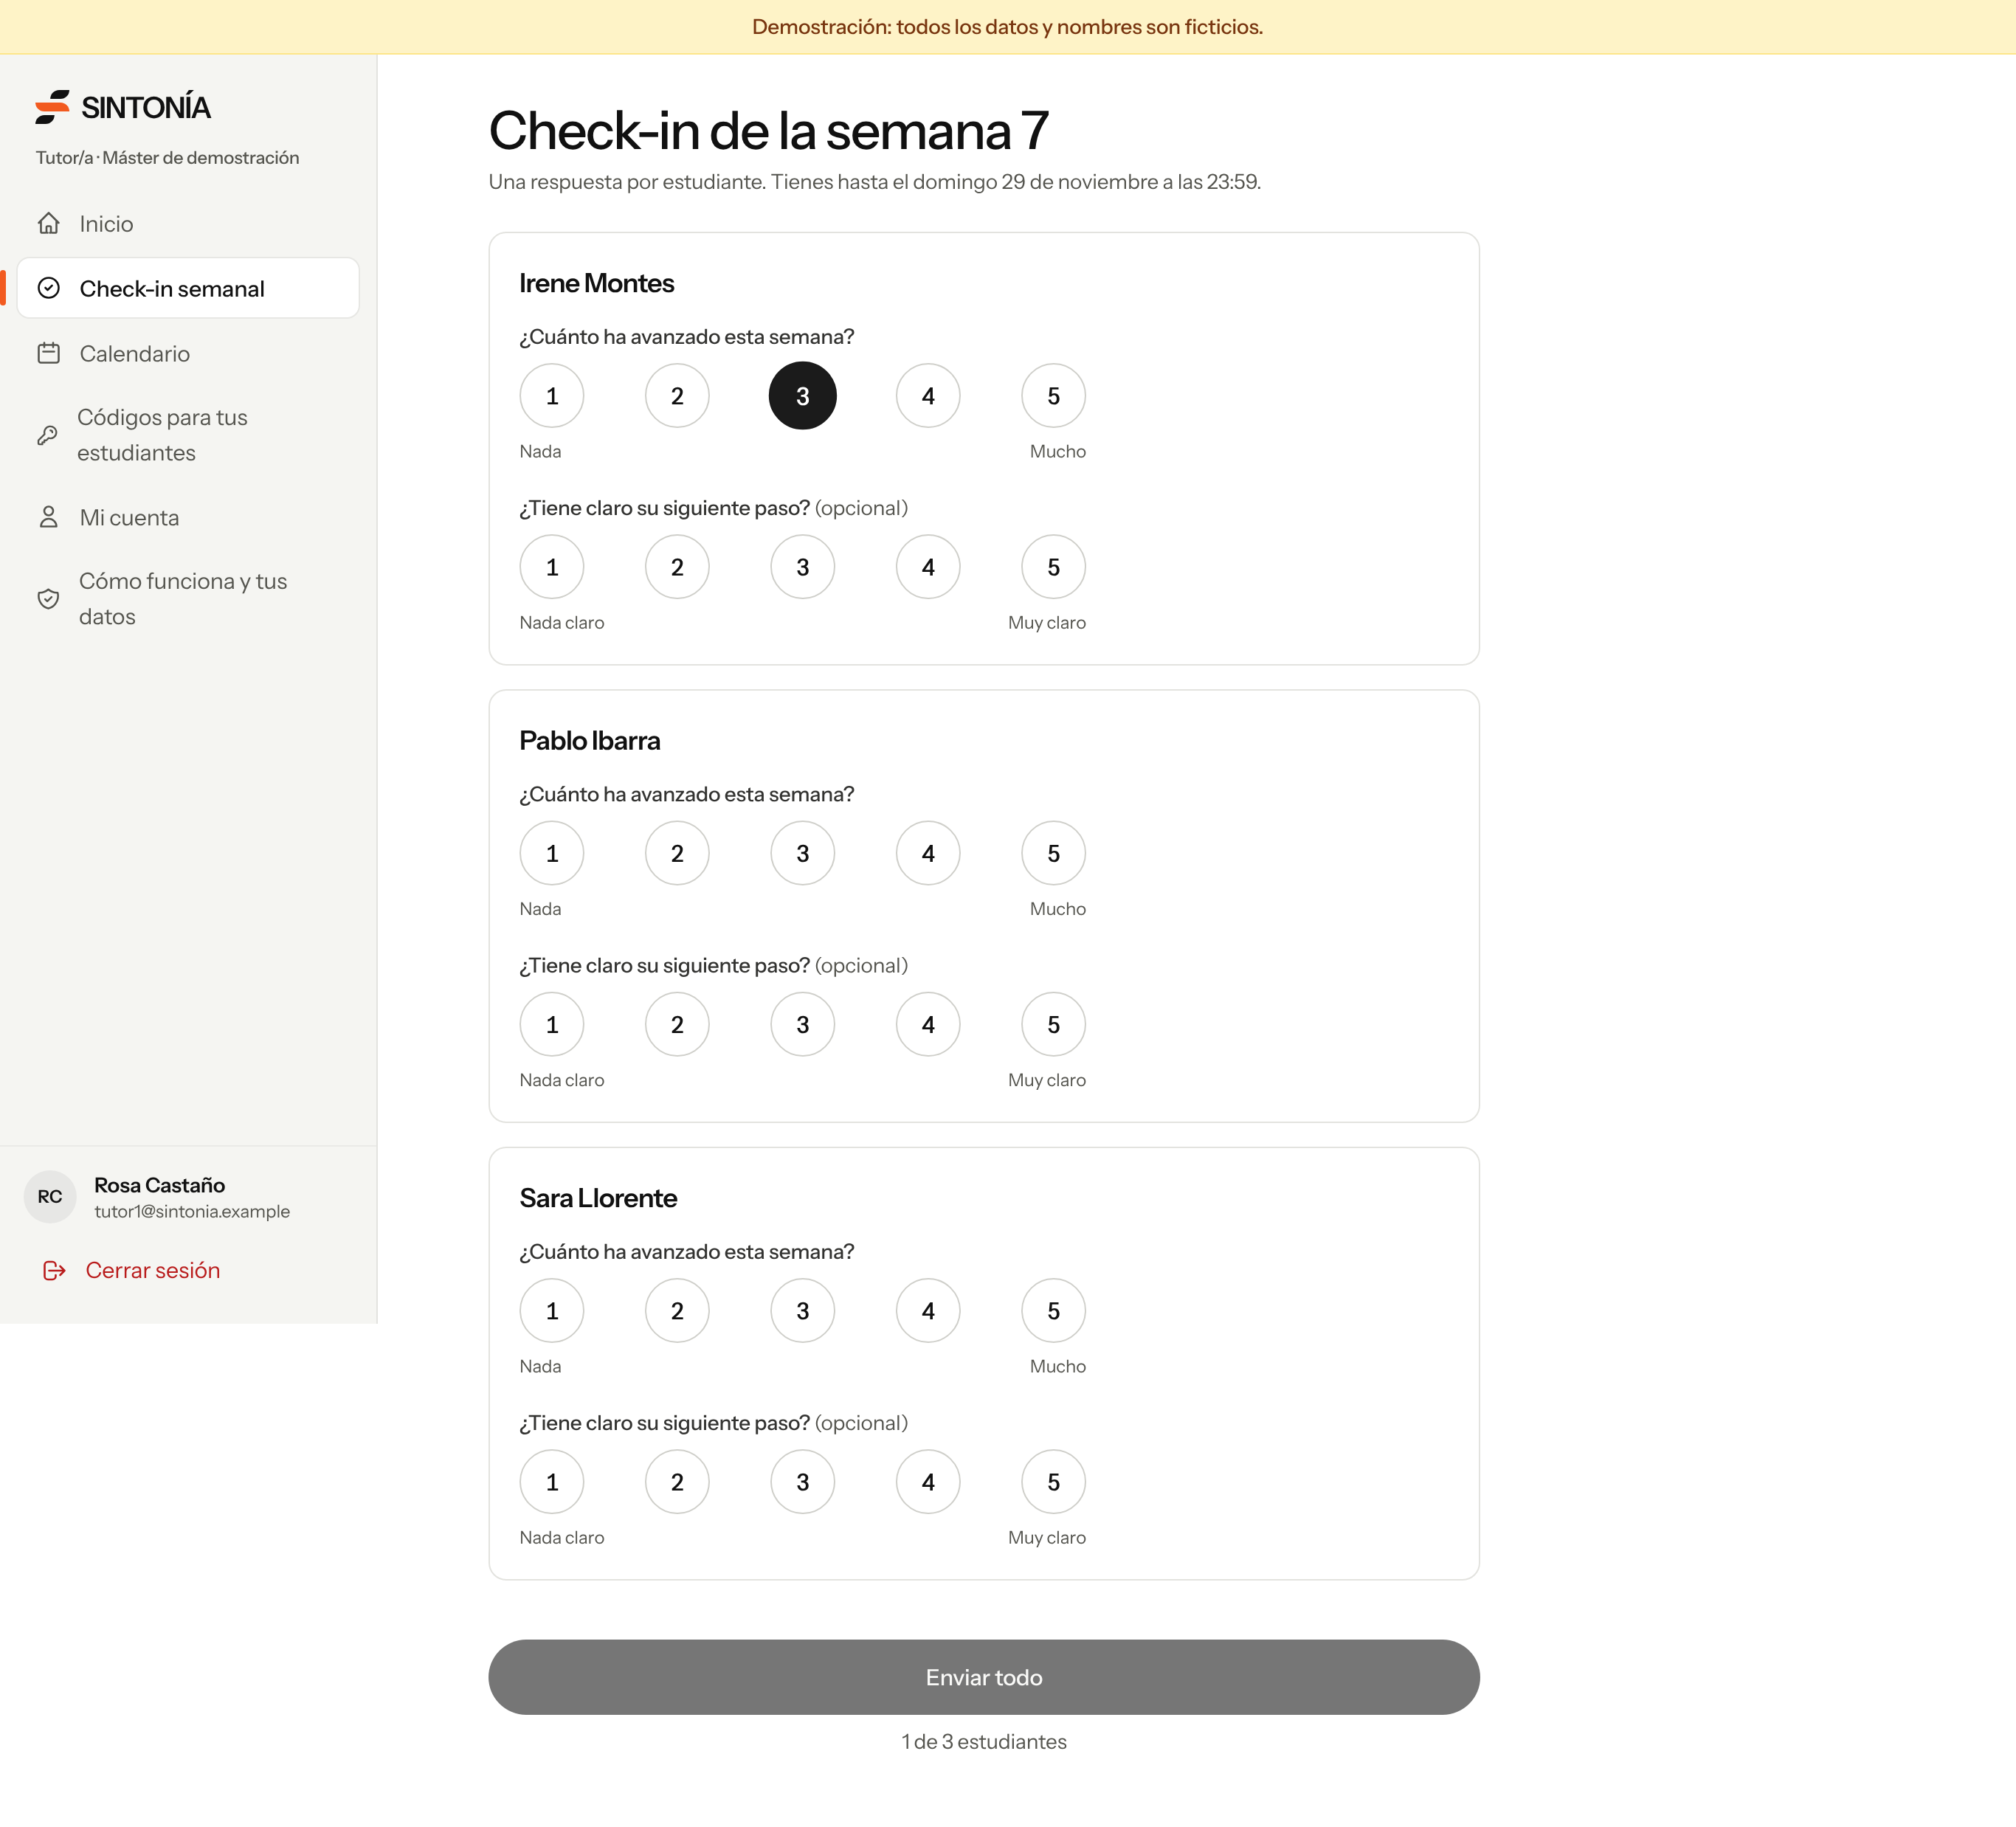 Demostración: todos los datos y nombres son ficticios.
SINTONÍA
Tutor/a · Máster de demostración
Inicio
Check-in semanal
Calendario
Códigos para tus
estudiantes
Mi cuenta
Cómo funciona y tus
datos
RC
Rosa Castaño
tutor1@sintonia.example
Cerrar sesión
Check-in de la semana 7
Una respuesta por estudiante. Tienes hasta el domingo 29 de noviembre a las 23:59.
Irene Montes
¿Cuánto ha avanzado esta semana?
1 2 3 4 5
Nada Mucho
¿Tiene claro su siguiente paso? (opcional)
1 2 3 4 5
Nada claro Muy claro
Pablo Ibarra
¿Cuánto ha avanzado esta semana?
1 2 3 4 5
Nada Mucho
¿Tiene claro su siguiente paso? (opcional)
1 2 3 4 5
Nada claro Muy claro
Sara Llorente
¿Cuánto ha avanzado esta semana?
1 2 3 4 5
Nada Mucho
¿Tiene claro su siguiente paso? (opcional)
1 2 3 4 5
Nada claro Muy claro
Enviar todo
1 de 3 estudiantes